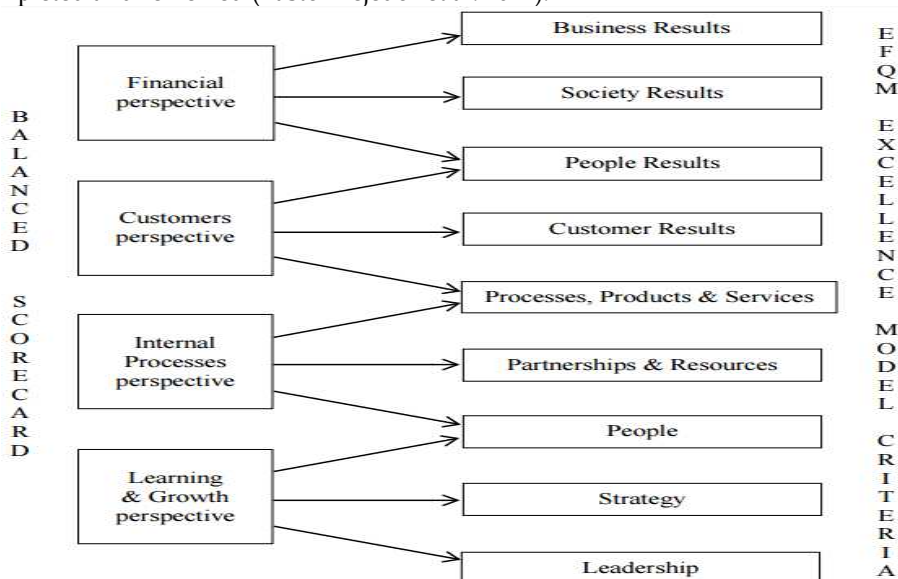 Business Results
Financial
perspective
Society Results
People Results
Customers
perspective
Customer Results
Processes, Products & Services
Internal
Processes
perspective
Partnerships & Resources
People
Learning
& Growth
perspective
Strategy
Leadership
BALANCED SCORECARD
EFQM EXCELLENCE MODEL CRITERIA